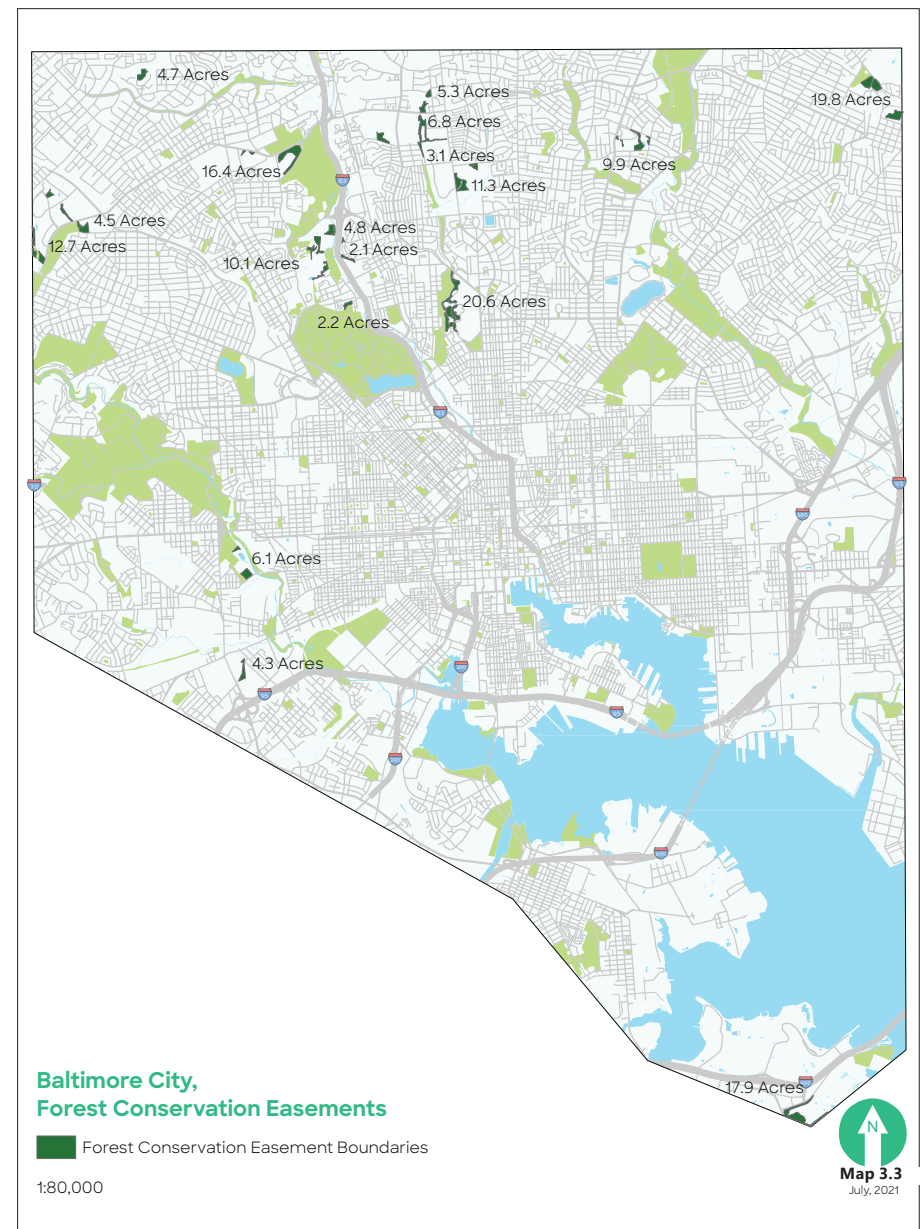 4.7 Acres
5.3 Acres
19.8 Acres
6.8 Acres
3.1 Acres
9.9 Acres
16.4 Acres
11.3 Acres
4.5 Acres
4.8 Acres
12.7 Acres
2.1 Acres
10.1 Acres
20.6 Acres
2.2 Acres
6.1 Acres
4.3 Acres
17.9 Acres
Baltimore City,
Forest Conservation Easements
Forest Conservation Easement Boundaries
1:80,000
N
Map 3.3
July, 2021